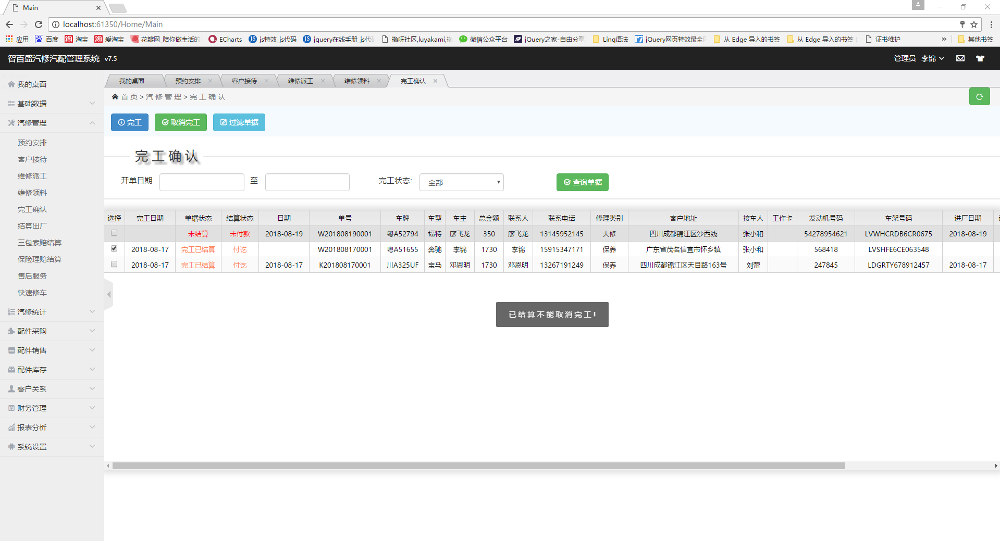 Main
localhost:61350/Home/Main
应用 百度 淘宝 爱淘宝 花瓣网_陪你做生活的 ECharts js特效_js代码 jquery在线手册_js代 撸呀社区,luyakami,撸 微信公众平台 jQuery之家-自由分享 Linq语法 jQuery网页特效最全 从 Edge 导入的书签 从 Edge 导入的书签 ( 证书维护 » 其他书签
智百盛汽修汽配管理系统 v7.5 管理员 李锦
我的桌面 预约安排 客户接待 维修派工 维修领料 完工确认
首页>汽修管理>完工确认
完工 取消完工 过滤单据
完工确认
开单日期 至 完工状态: 全部 查询单据
选择 完工日期 单据状态 结算状态 日期 单号 车牌 车型 车主 总金额 联系人 联系电话 修理类别 客户地址 接车人 工作卡 发动机号码 车架号码 进厂日期
未结算 未付款 2018-08-19 W201808190001 粤A52794 福特 廖飞龙 350 廖飞龙 13145952145 大修 四川成都锦江区沙西线 张小和 54278954621 LVWHCRDB6CR0675 2018-08-19
2018-08-17 完工已结算 付讫 W201808170001 粤A51655 奔驰 李锦 1730 李锦 15915347171 保养 广东省茂名信宜市怀乡镇 张小和 568418 LVSHFE6CE063548
2018-08-17 完工已结算 付讫 2018-08-17 K201808170001 川A325UF 宝马 邓恩明 1730 邓恩明 13267191249 保养 四川成都锦江区天目路163号 刘蕾 247845 LDGRTY678912457 2018-08-17
已结算不能取消完工!
我的桌面
基础数据
汽修管理
预约安排
客户接待
维修派工
维修领料
完工确认
结算出厂
三包索赔结算
保险理赔结算
售后服务
快速修车
汽修统计
配件采购
配件销售
配件库存
客户关系
财务管理
报表分析
系统设置